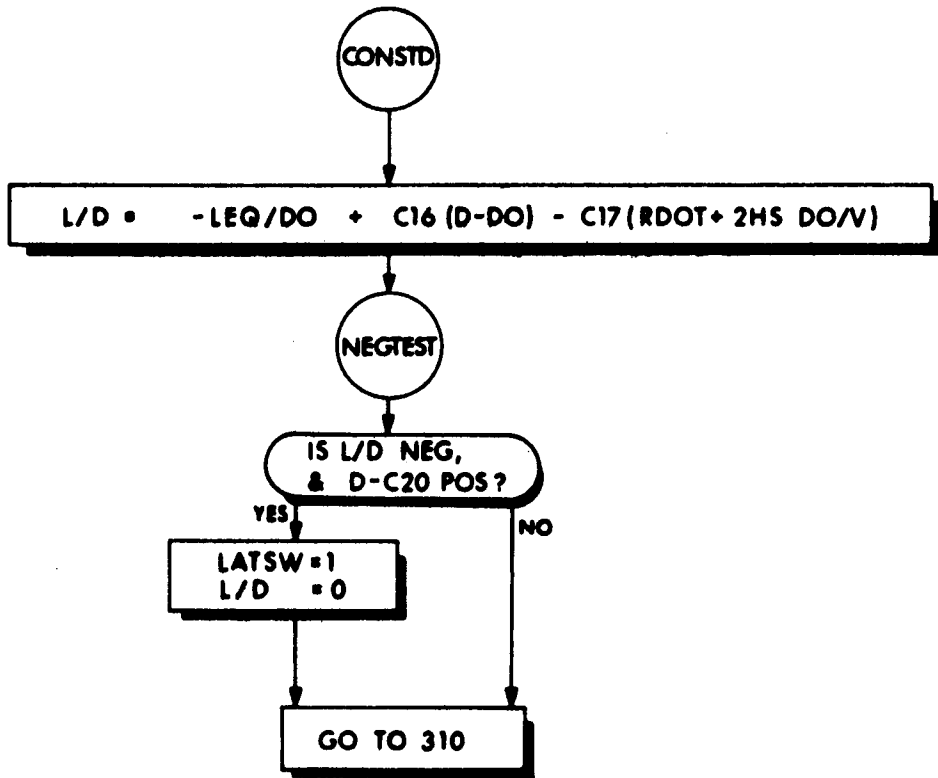 CONSTD
L/D = -LEQ/DO + C16 (D-DO) - C17 (RDOT+ 2HS DO/V)
NEGTEST
IS L/D NEG,
& D-C20 POS?
YES
NO
LATSW = 1
L/D = 0
GO TO 310